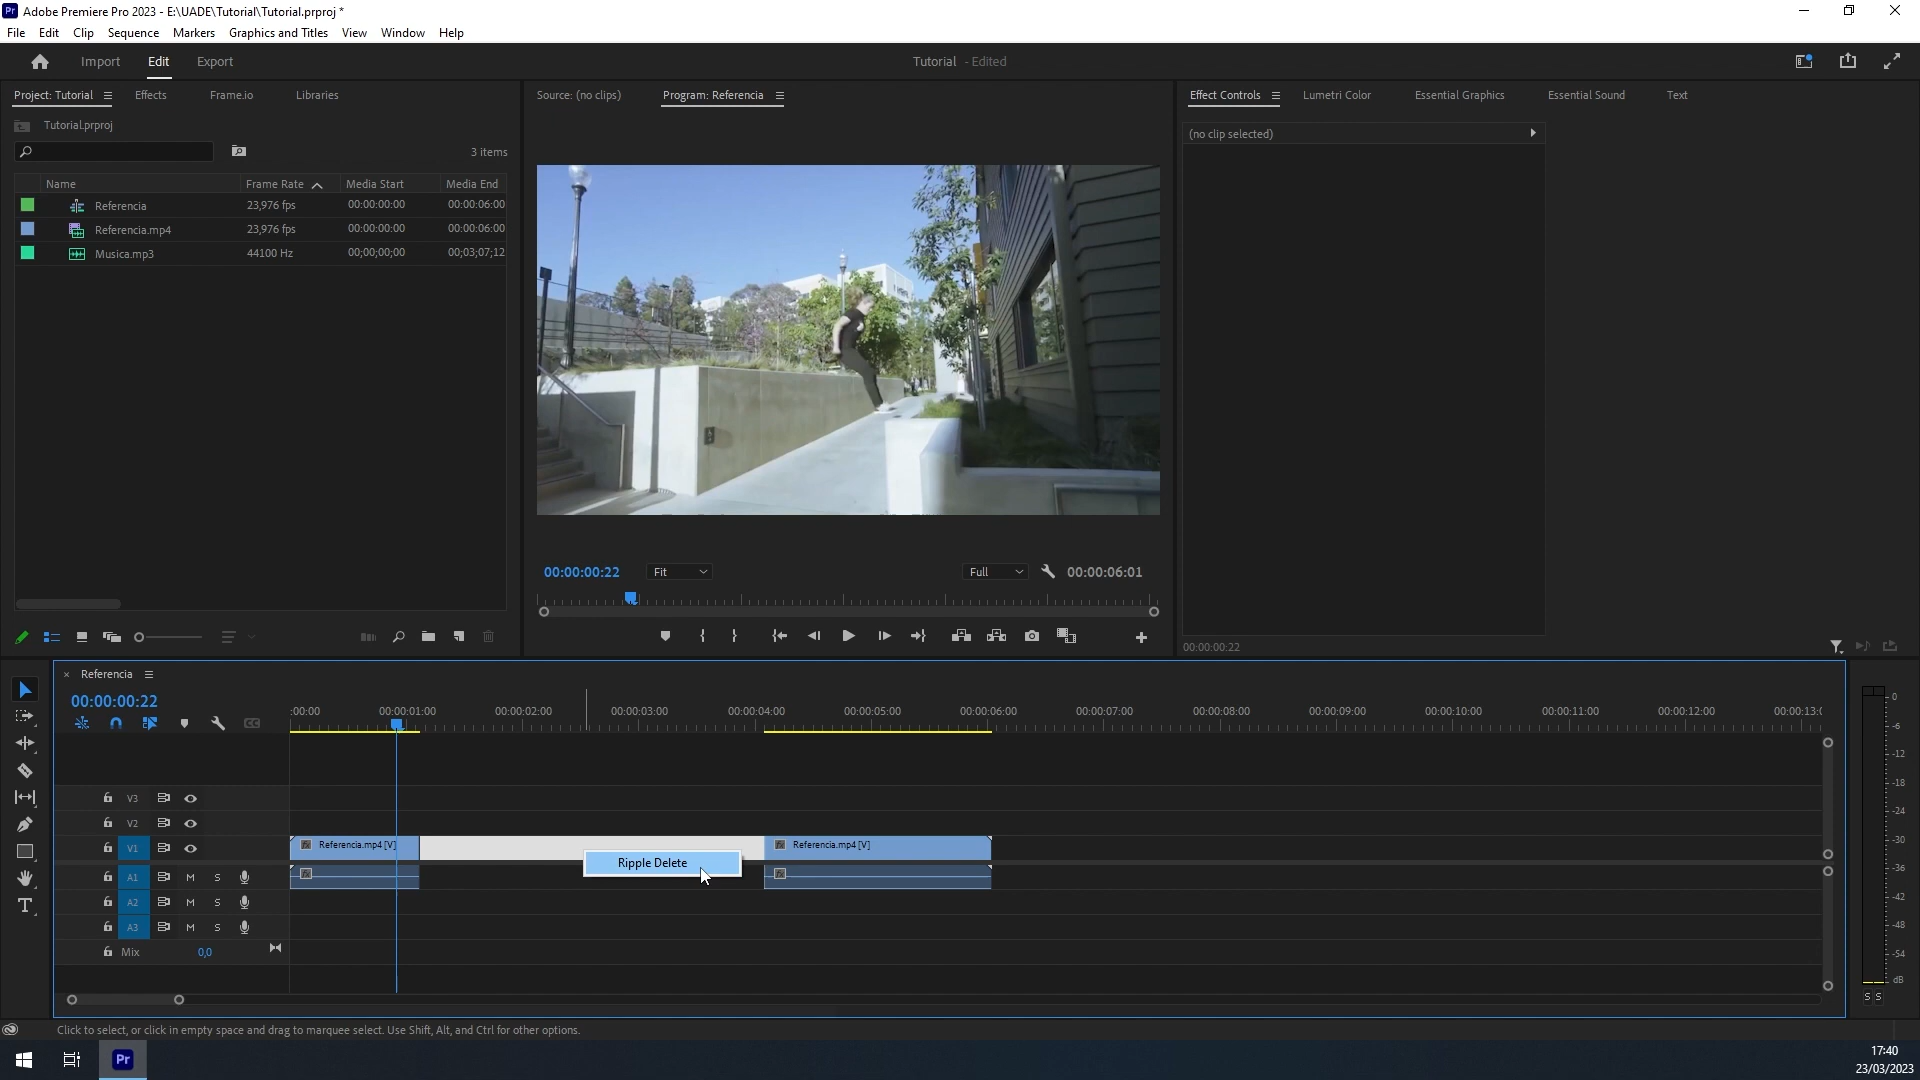 Pr Adobe Premiere Pro 2023 - E:\UADE\Tutorial\Tutorial.prproj *
File Edit Clip Sequence Markers Graphics and Titles View Window Help
Import Edit Export
Tutorial - Edited
Project: Tutorial Effects Frame.io Libraries
Tutorial.prproj
3 items
Name Frame Rate Media Start Media End
Referencia 23,976 fps 00:00:00:00 00:00:06:00
Referencia.mp4 23,976 fps 00:00:00:00 00:00:06:00
Musica.mp3 44100 Hz 00;00;00;00 00;03;07;12
Source: (no clips) Program: Referencia
00:00:00:22 Fit Full 00:00:06:01
Effect Controls Lumetri Color Essential Graphics Essential Sound Text
(no clip selected)
00:00:00:22
× Referencia
00:00:00:22
CC
:00:00 00:00:01:00 00:00:02:00 00:00:03:00 00:00:04:00 00:00:05:00 00:00:06:00 00:00:07:00 00:00:08:00 00:00:09:00 00:00:10:00 00:00:11:00 00:00:12:00 00:00:13:0
V3
V2
V1 fx Referencia.mp4 [V] fx Referencia.mp4 [V]
Ripple Delete
A1 M S fx fx
A2 M S
A3 M S
Mix 0,0
0
-6
-12
-18
-24
-30
-36
-42
-48
-54
dB
S S
Click to select, or click in empty space and drag to marquee select. Use Shift, Alt, and Ctrl for other options.
Pr
17:40
23/03/2023